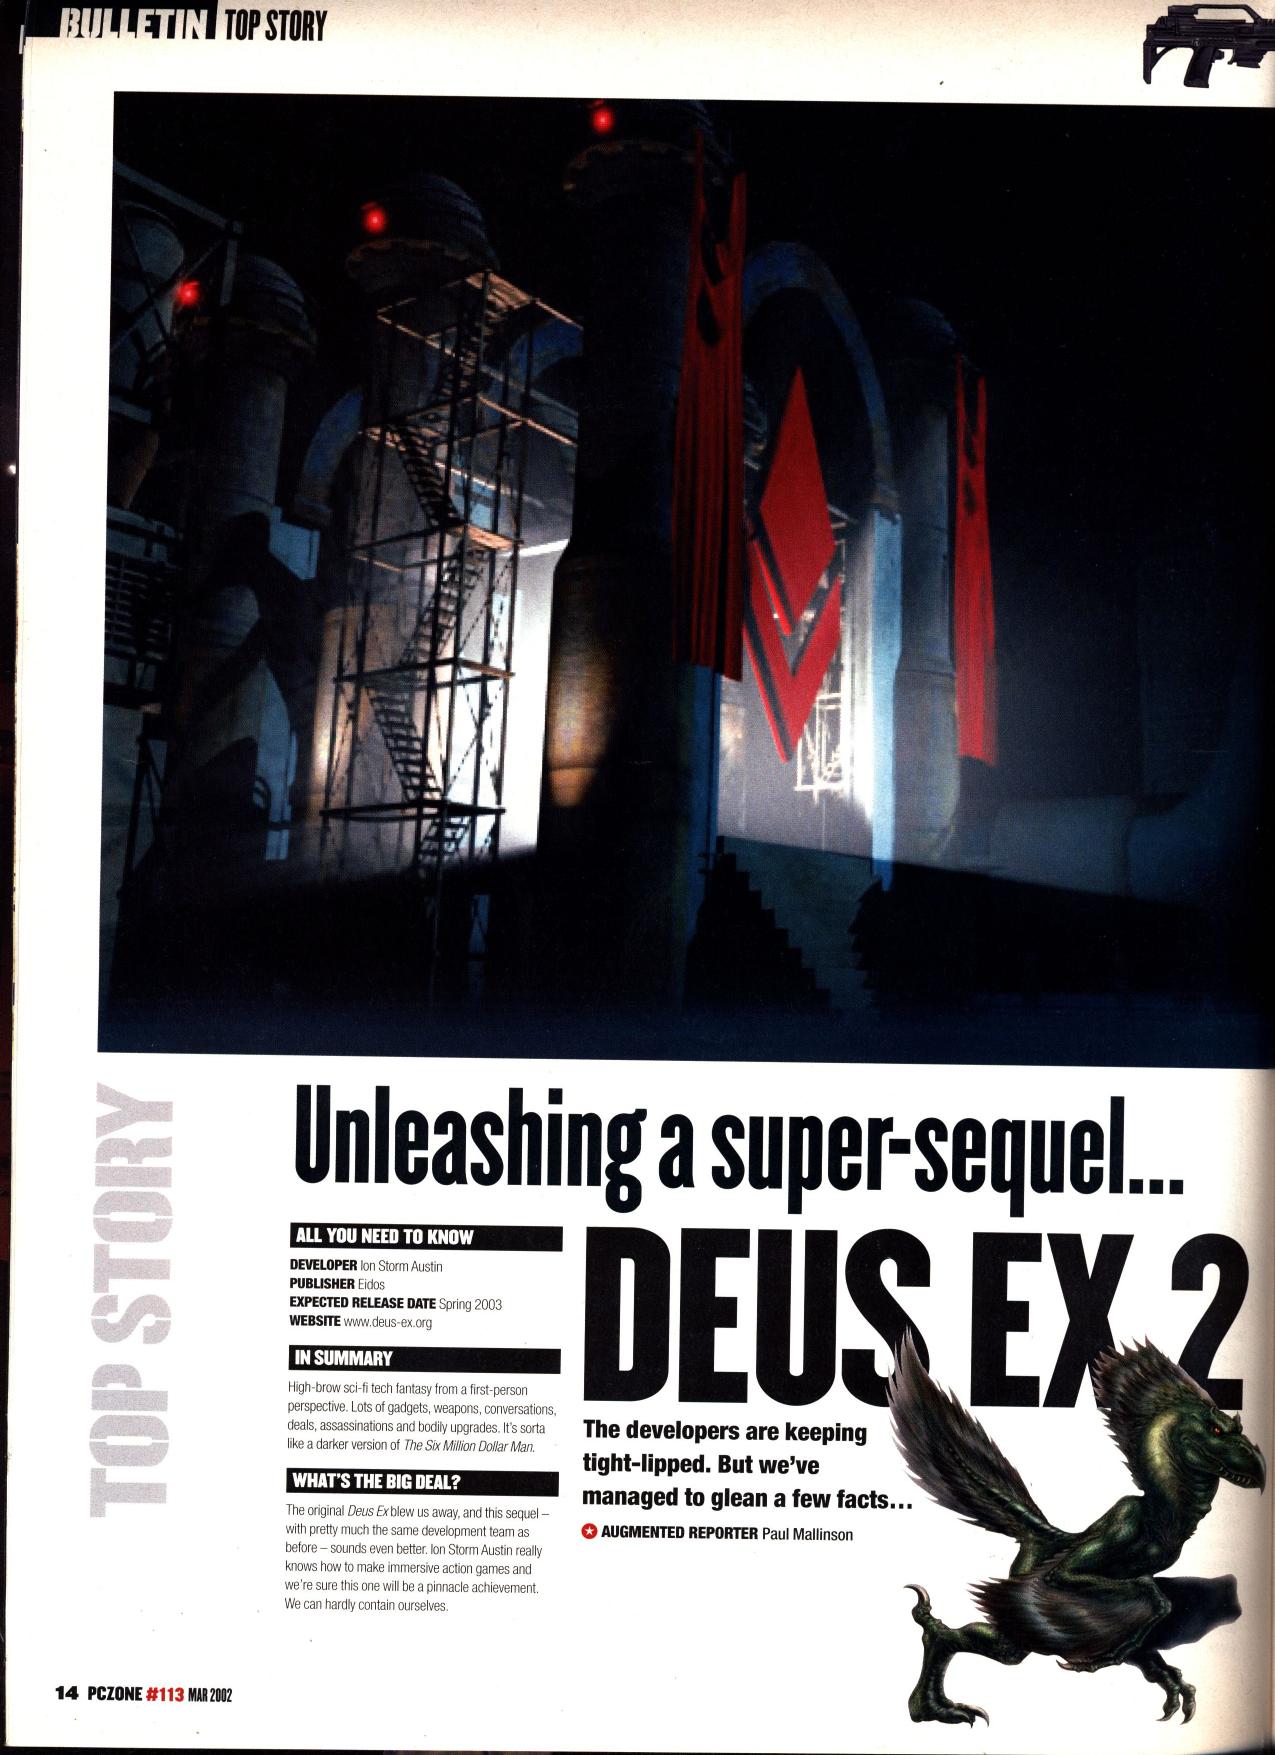 BULLETIN TOP STORY
TOP STORY
Unleashing a super-sequel...
DEUS EX 2
ALL YOU NEED TO KNOW
DEVELOPER Ion Storm Austin
PUBLISHER Eidos
EXPECTED RELEASE DATE Spring 2003
WEBSITE www.deus-ex.org
IN SUMMARY
High-brow sci-fi tech fantasy from a first-person
perspective. Lots of gadgets, weapons, conversations,
deals, assassinations and bodily upgrades. It's sorta
like a darker version of The Six Million Dollar Man.
WHAT'S THE BIG DEAL?
The original Deus Ex blew us away, and this sequel –
with pretty much the same development team as
before – sounds even better. Ion Storm Austin really
knows how to make immersive action games and
we're sure this one will be a pinnacle achievement.
We can hardly contain ourselves.
The developers are keeping
tight-lipped. But we've
managed to glean a few facts...
AUGMENTED REPORTER Paul Mallinson
14 PCZONE #113 MAR 2002